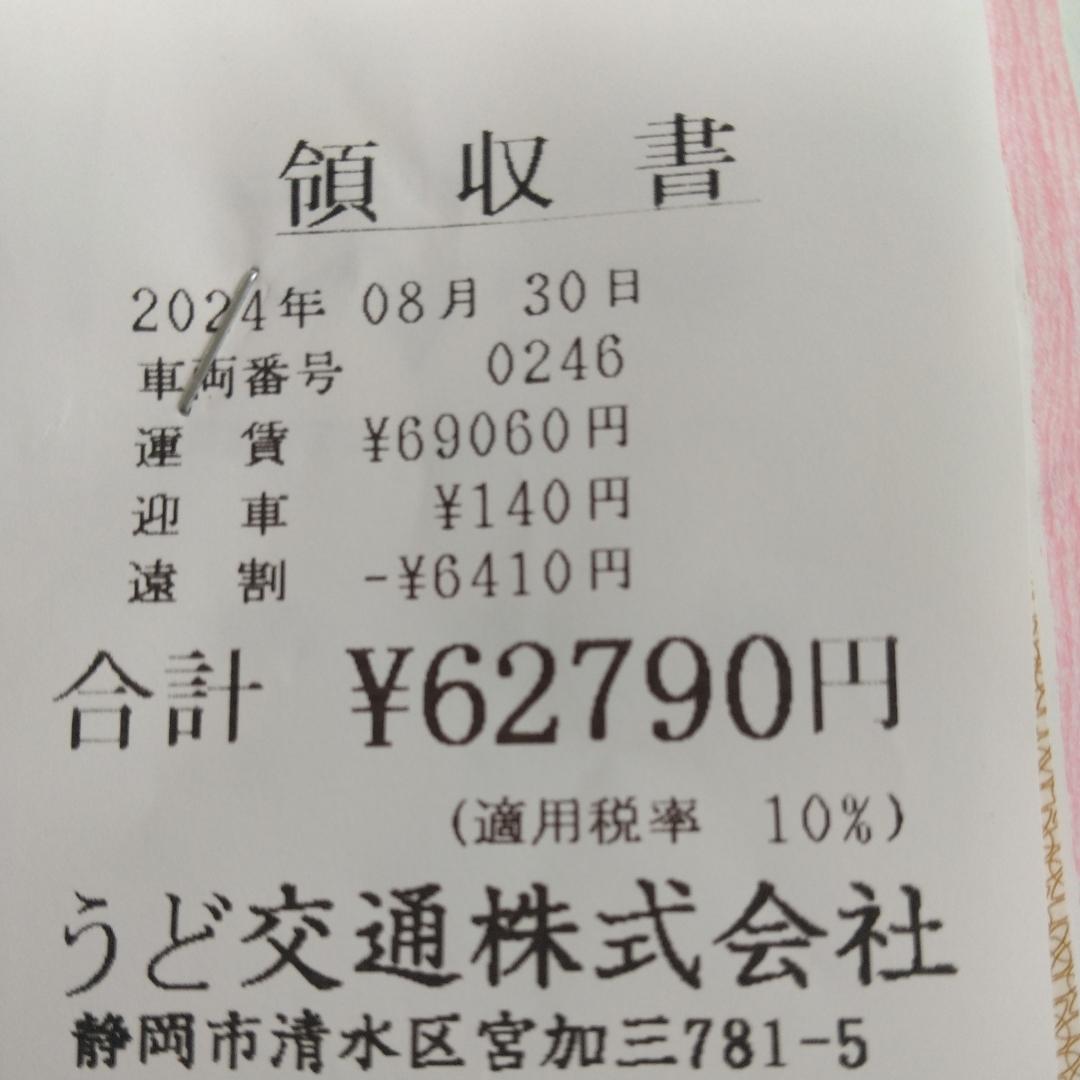 領収書
2024年 08月 30日
車両番号 0246
運賃 ¥69060円
迎車 ¥140円
遠割 -¥6410円
合計 ¥62790円
(適用税率 10%)
うど交通株式会社
静岡市清水区宮加三781-5